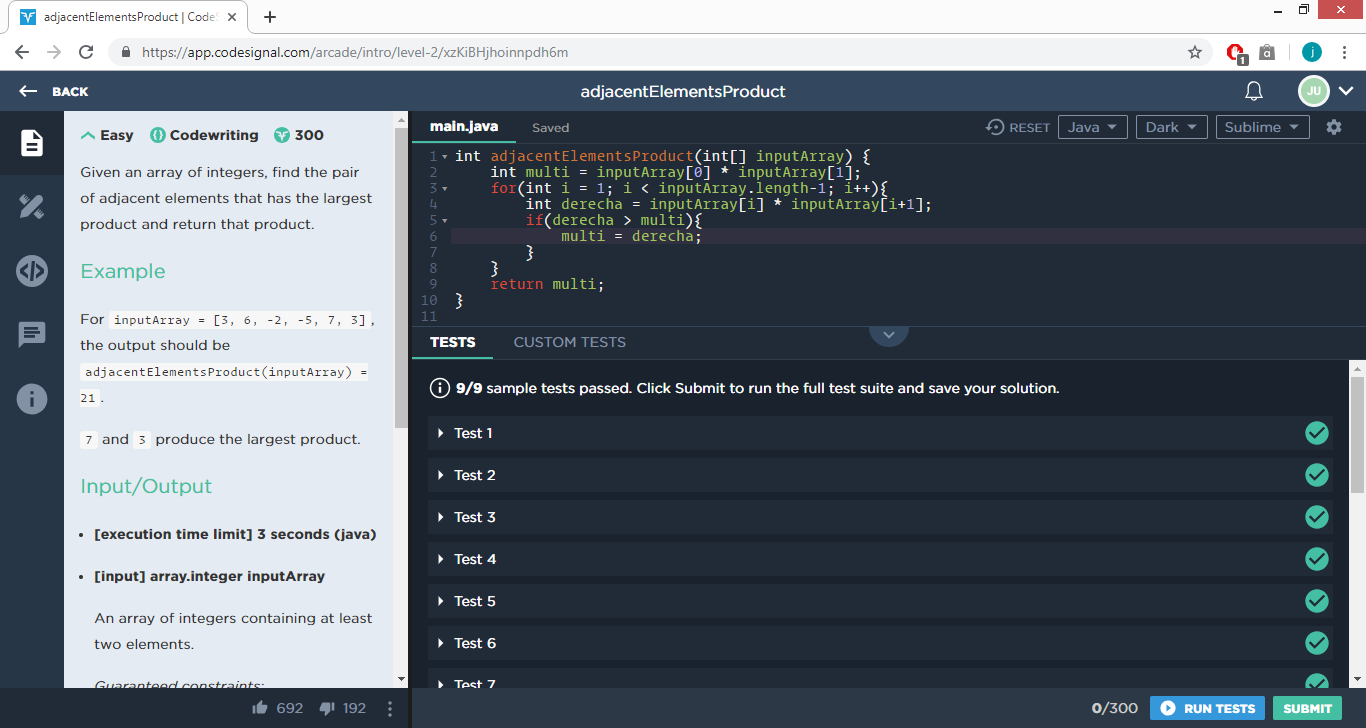 adjacentElementsProduct | Code
https://app.codesignal.com/arcade/intro/level-2/xzKiBHjhoinnpdh6m
1
j
BACK
adjacentElementsProduct
JU
Easy
Codewriting
300
Given an array of integers, find the pair
of adjacent elements that has the largest
product and return that product.
Example
For inputArray = [3, 6, -2, -5, 7, 3],
the output should be
adjacentElementsProduct(inputArray) =
21.
7 and 3 produce the largest product.
Input/Output
• [execution time limit] 3 seconds (java)
• [input] array.integer inputArray
An array of integers containing at least
two elements.
Guaranteed constraints:
692
192
main.java
Saved
RESET
Java
Dark
Sublime
1 int adjacentElementsProduct(int[] inputArray) {
2 int multi = inputArray[0] * inputArray[1];
3 for(int i = 1; i < inputArray.length-1; i++){
4 int derecha = inputArray[i] * inputArray[i+1];
5 if(derecha > multi){
6 multi = derecha;
7 }
8 }
9 return multi;
10 }
11
TESTS
CUSTOM TESTS
9/9 sample tests passed. Click Submit to run the full test suite and save your solution.
Test 1
Test 2
Test 3
Test 4
Test 5
Test 6
Test 7
0/300
RUN TESTS
SUBMIT